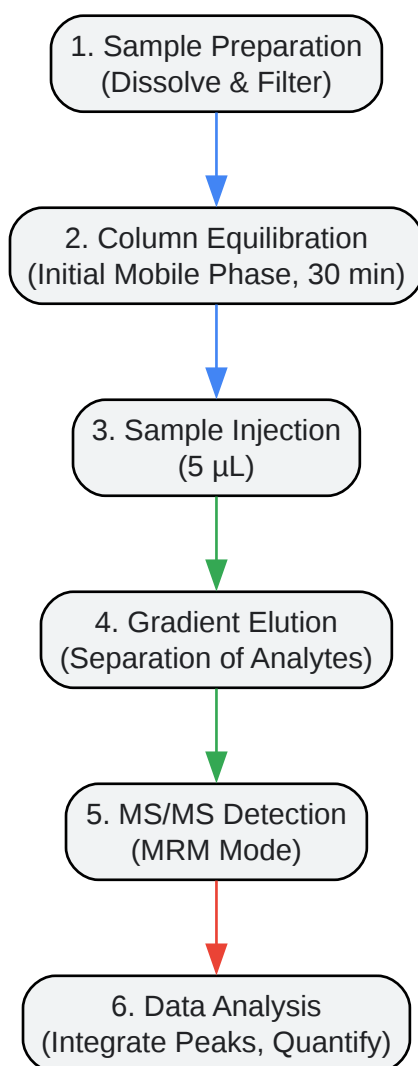 1. Sample Preparation
(Dissolve & Filter)
2. Column Equilibration
(Initial Mobile Phase, 30 min)
3. Sample Injection
(5 µL)
4. Gradient Elution
(Separation of Analytes)
5. MS/MS Detection
(MRM Mode)
6. Data Analysis
(Integrate Peaks, Quantify)